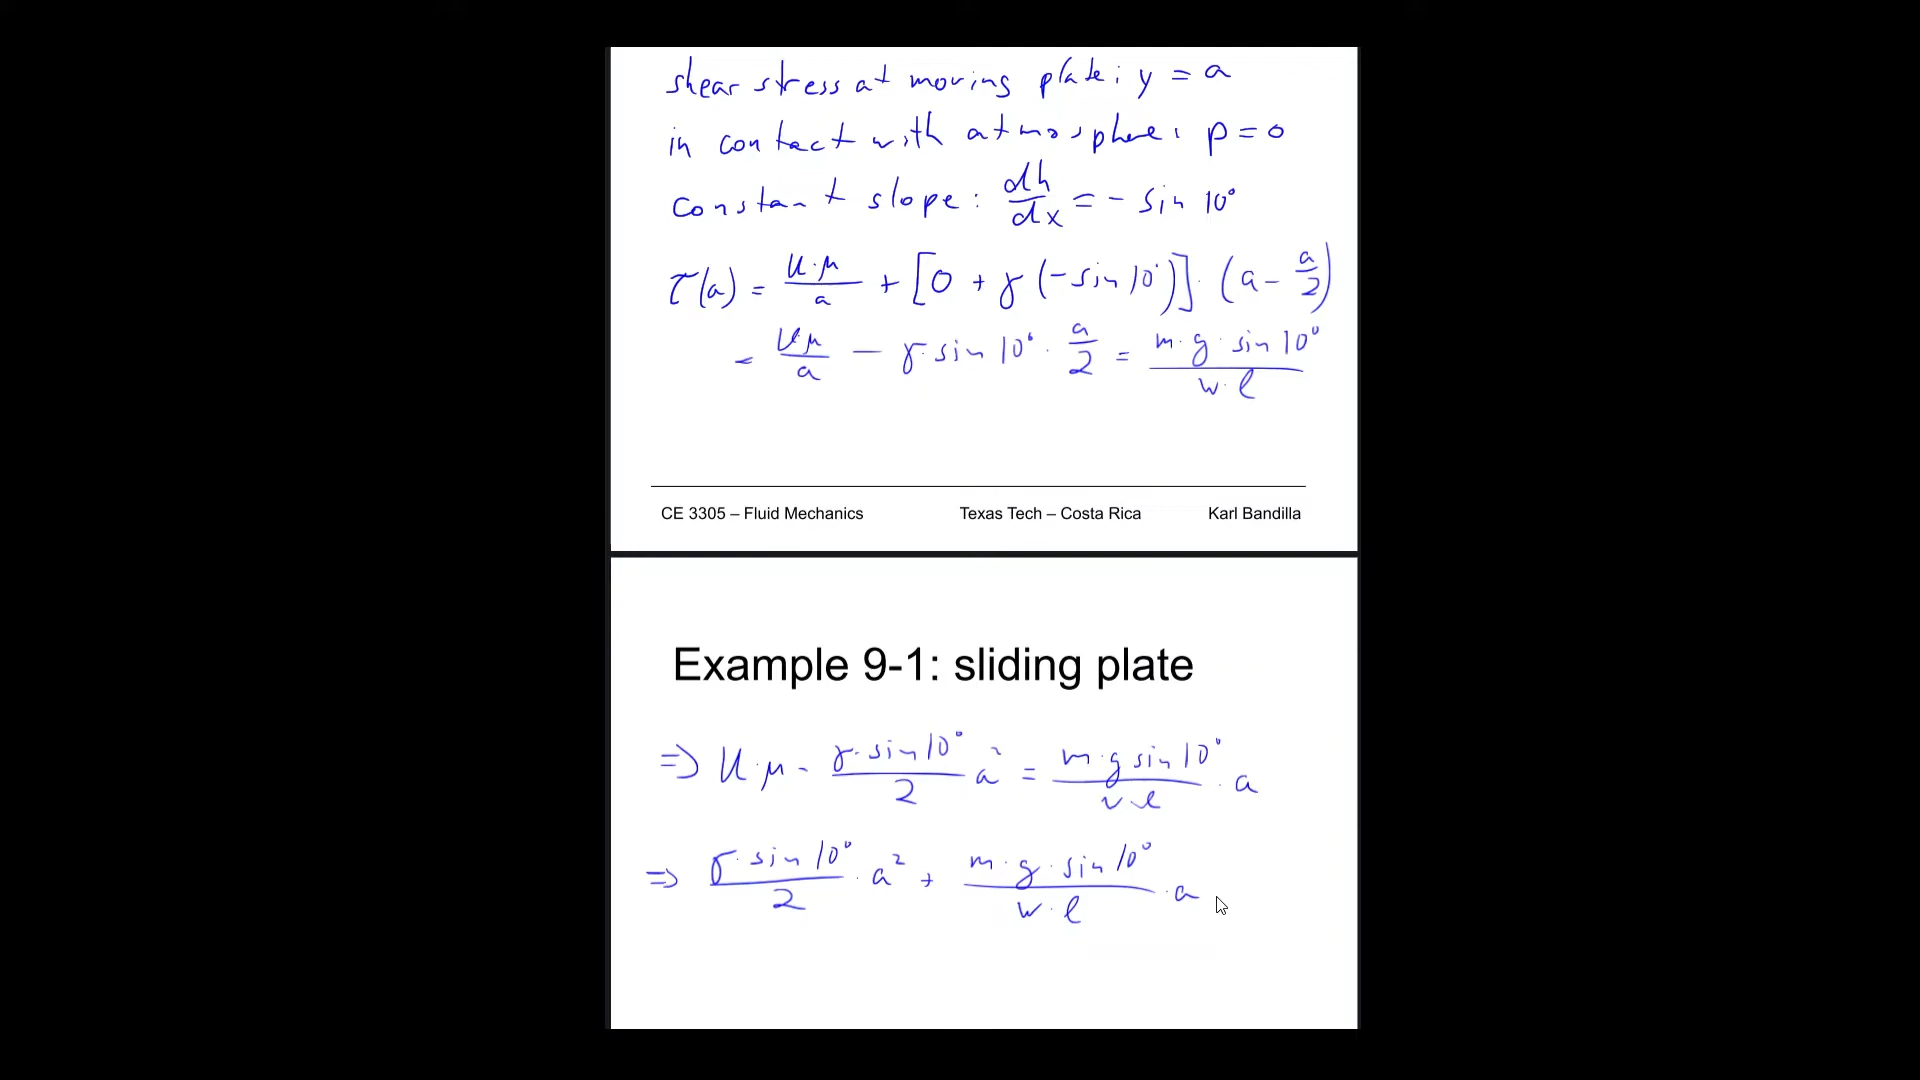 shear stress at moving plate: y = a
in contact with atmosphere: p = 0
constant slope: dh/dx = - sin 10°
τ(a) = U·μ/a + [0 + γ (- sin 10°)] · (a - a/2)
= U·μ/a - γ · sin 10° · a/2 = m · g · sin 10° / w · l
CE 3305 – Fluid Mechanics Texas Tech – Costa Rica Karl Bandilla
Example 9-1: sliding plate
=> U·μ - γ · sin 10° / 2 a² = m · g sin 10° / w · l · a
=> γ · sin 10° / 2 · a² + m · g · sin 10° / w · l · a